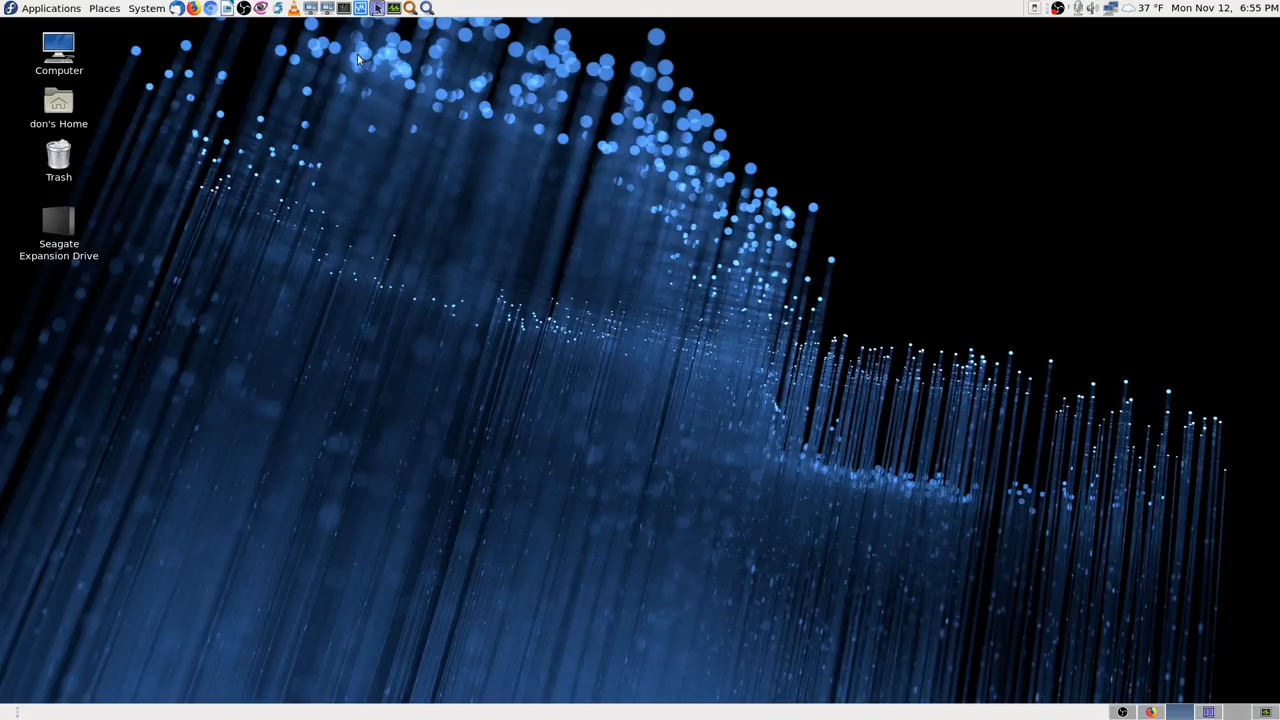 Applications Places System 37 °F Mon Nov 12, 6:55 PM
Computer
don's Home
Trash
Seagate
Expansion Drive